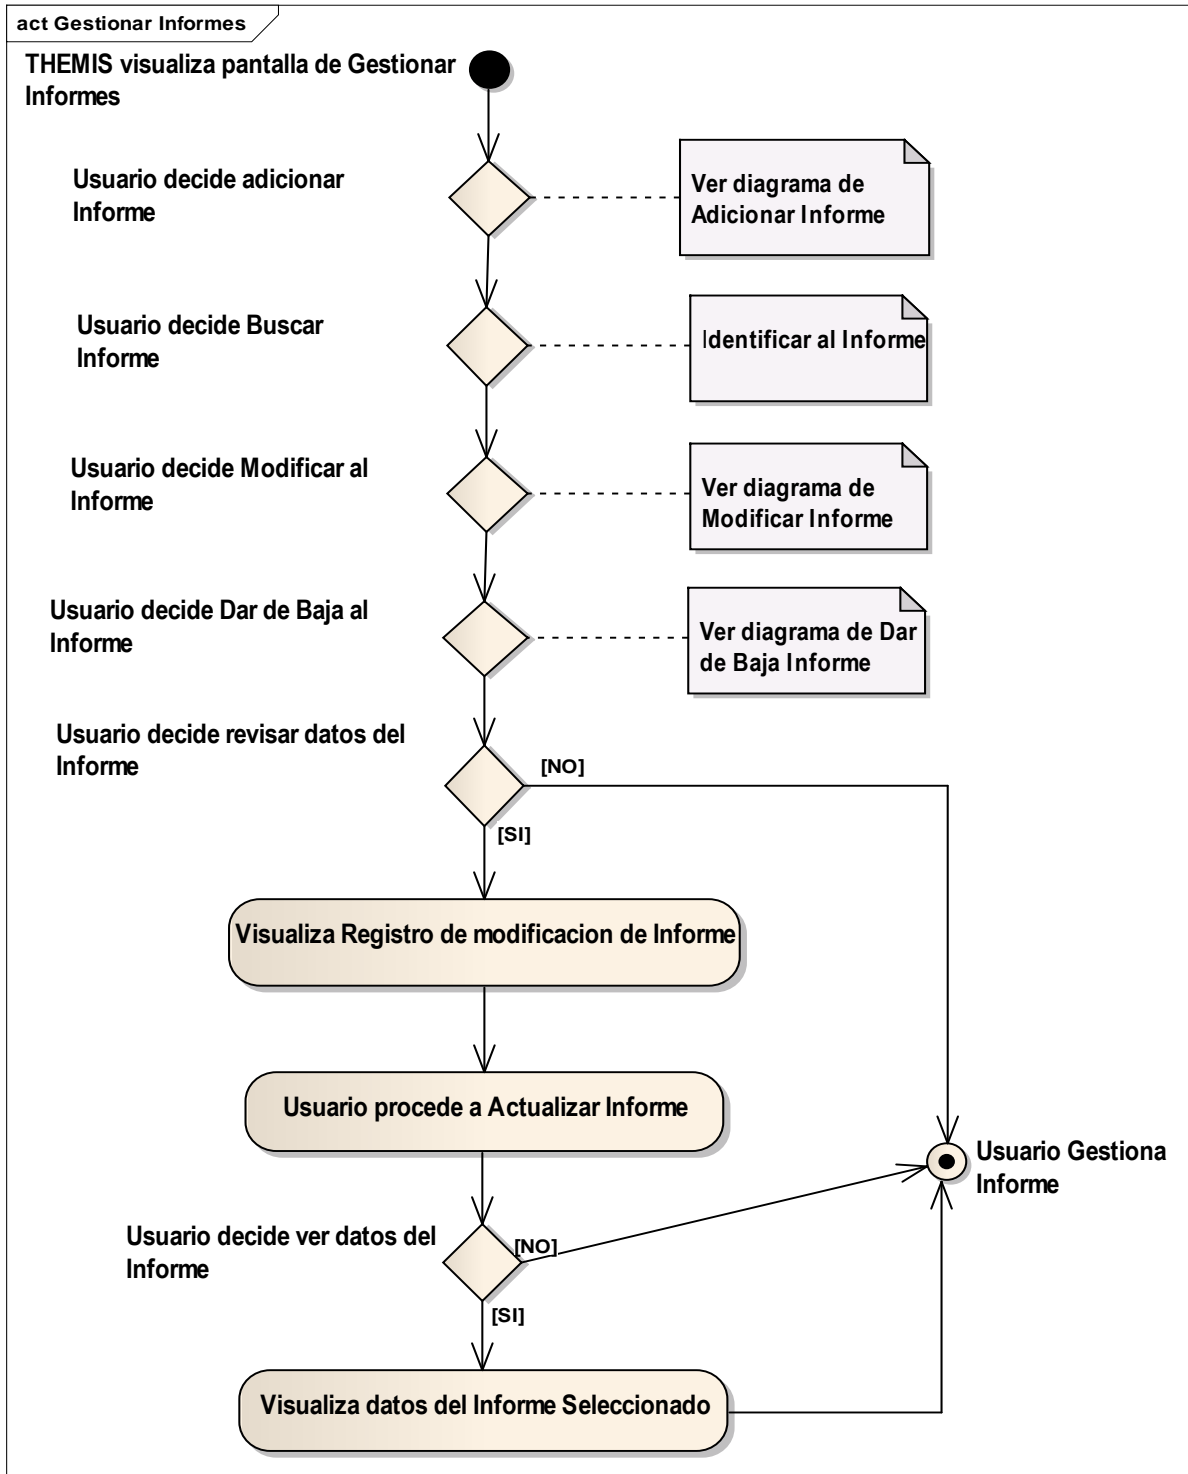 act Gestionar Informes
THEMIS visualiza pantalla de Gestionar
Informes
Usuario decide adicionar
Informe
Ver diagrama de
Adicionar Informe
Usuario decide Buscar
Informe
Identificar al Informe
Usuario decide Modificar al
Informe
Ver diagrama de
Modificar Informe
Usuario decide Dar de Baja al
Informe
Ver diagrama de Dar
de Baja Informe
Usuario decide revisar datos del
Informe
[NO]
[SI]
Visualiza Registro de modificacion de Informe
Usuario procede a Actualizar Informe
Usuario Gestiona
Informe
Usuario decide ver datos del
Informe
[NO]
[SI]
Visualiza datos del Informe Seleccionado